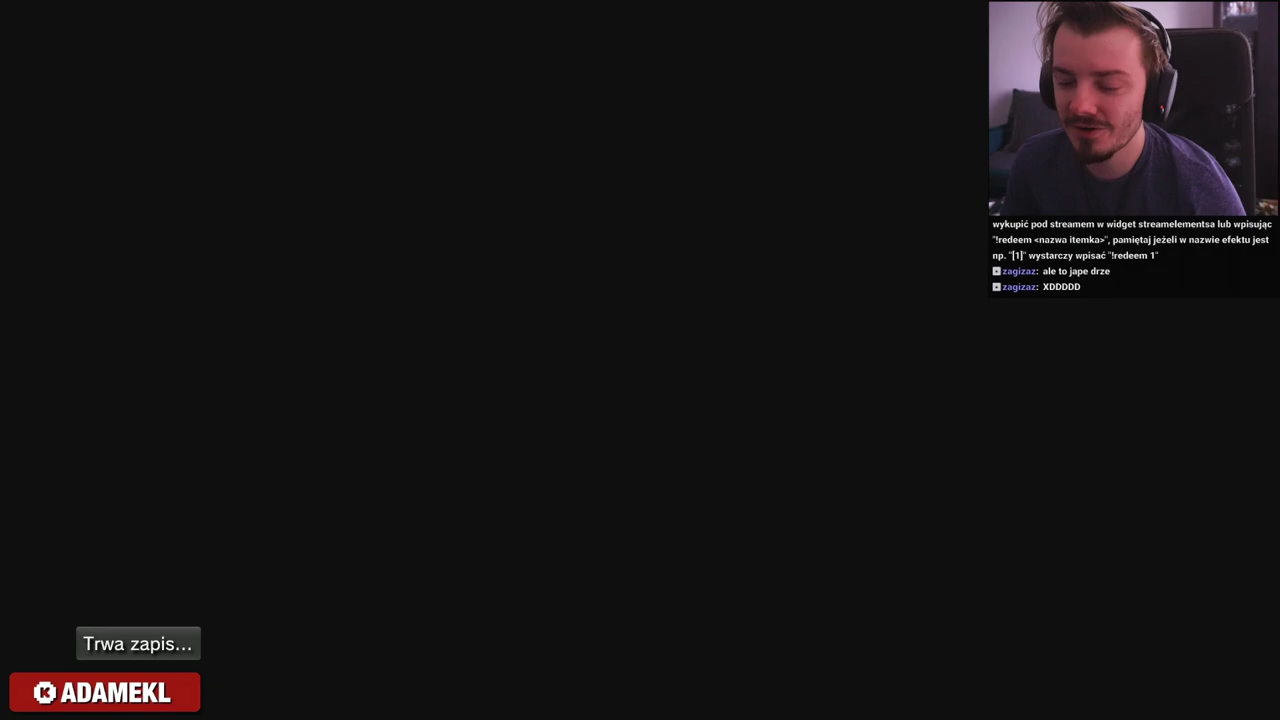 wykupić pod streamem w widget streamelementsa lub wpisując
"!redeem <nazwa itemka>", pamiętaj jeżeli w nazwie efektu jest
np. "[1]" wystarczy wpisać "!redeem 1"
zagizaz: ale to jape drze
zagizaz: XDDDDD
Trwa zapis...
K ADAMEKL